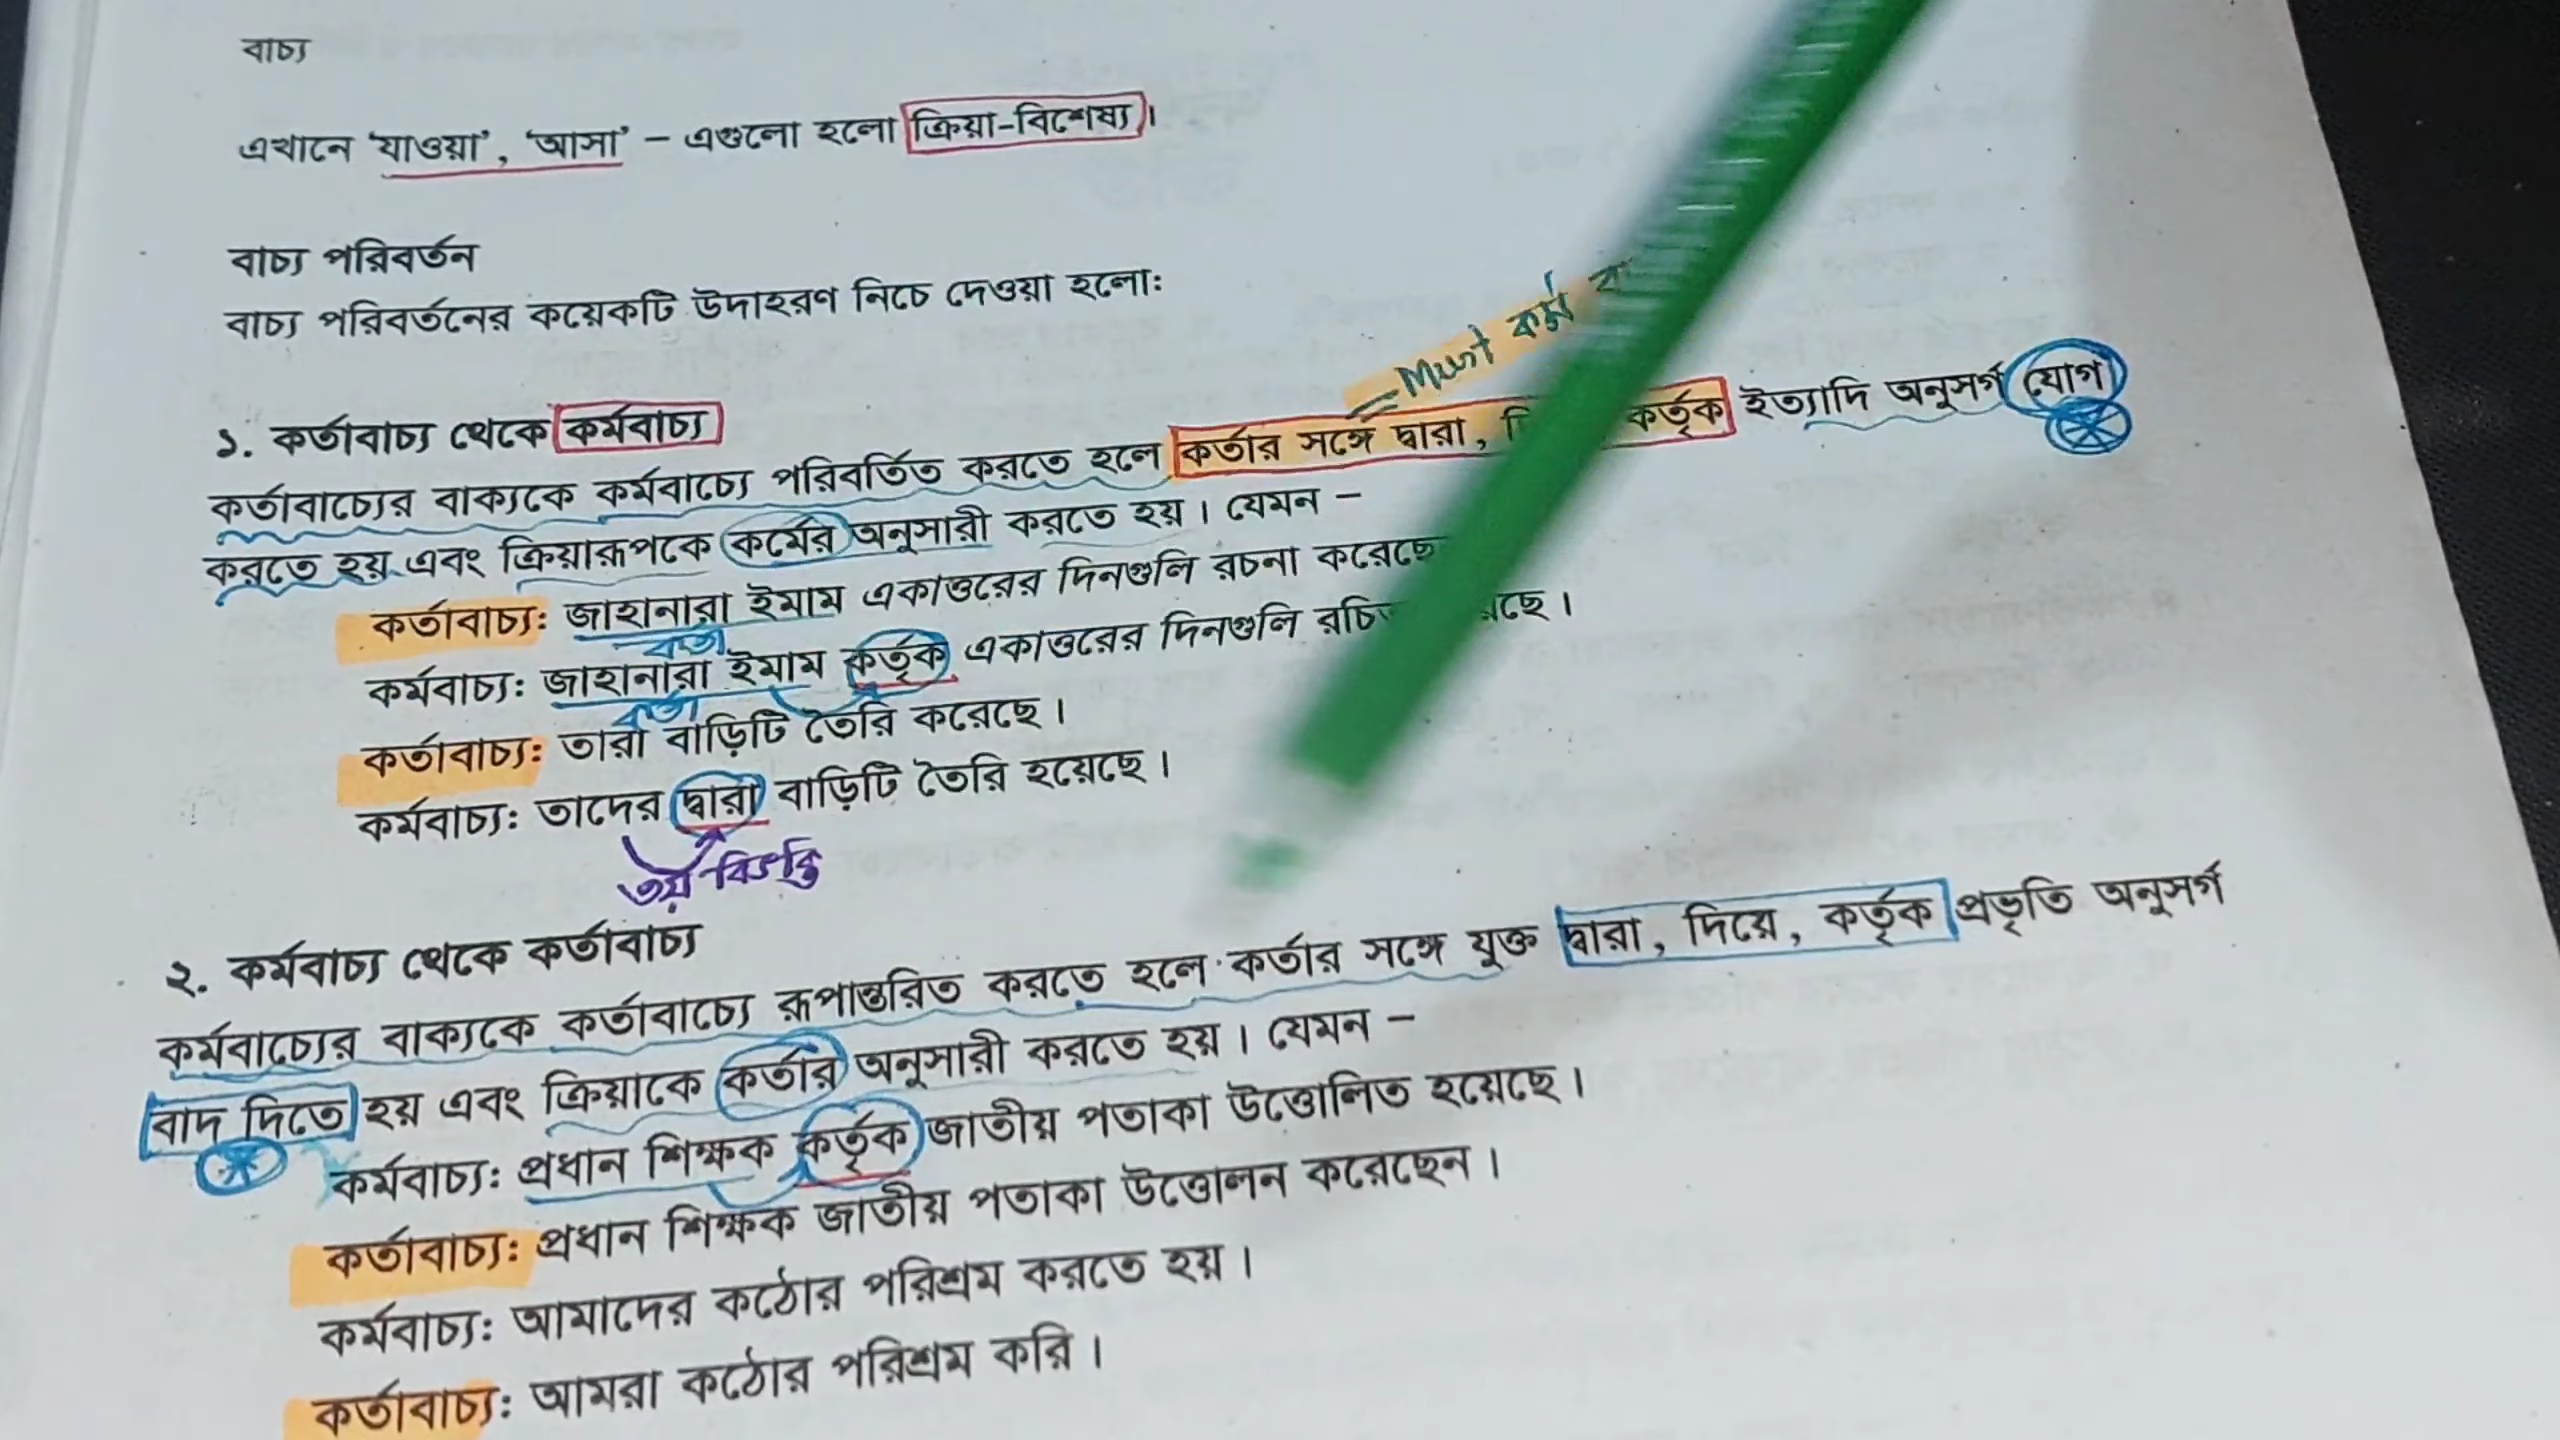 বাচ্য
এখানে 'যাওয়া', 'আসা' – এগুলো হলো ক্রিয়া-বিশেষ্য।
বাচ্য পরিবর্তন
বাচ্য পরিবর্তনের কয়েকটি উদাহরণ নিচে দেওয়া হলো:
= Must কর্ম
১. কর্তাবাচ্য থেকে কর্মবাচ্য
কর্তাবাচ্যের বাক্যকে কর্মবাচ্যে পরিবর্তিত করতে হলে কর্তার সঙ্গে দ্বারা, কর্তৃক ইত্যাদি অনুসর্গ যোগ
করতে হয় এবং ক্রিয়ারূপকে কর্মের অনুসারী করতে হয়। যেমন –
কর্তাবাচ্য: জাহানারা ইমাম একাত্তরের দিনগুলি রচনা
কর্তা
কর্মবাচ্য: জাহানারা ইমাম কর্তৃক একাত্তরের দিনগুলি
কর্তা
কর্তাবাচ্য: তারা বাড়িটি তৈরি করেছে।
কর্মবাচ্য: তাদের দ্বারা বাড়িটি তৈরি হয়েছে।
৩য় বিভক্তি
২. কর্মবাচ্য থেকে কর্তাবাচ্য
কর্মবাচ্যের বাক্যকে কর্তাবাচ্যে রূপান্তরিত করতে হলে কর্তার সঙ্গে যুক্ত দ্বারা, দিয়ে, কর্তৃক প্রভৃতি অনুসর্গ
বাদ দিতে হয় এবং ক্রিয়াকে কর্তার অনুসারী করতে হয়। যেমন –
কর্মবাচ্য: প্রধান শিক্ষক কর্তৃক জাতীয় পতাকা উত্তোলিত হয়েছে।
কর্তাবাচ্য: প্রধান শিক্ষক জাতীয় পতাকা উত্তোলন করেছেন।
কর্মবাচ্য: আমাদের কঠোর পরিশ্রম করতে হয়।
কর্তাবাচ্য: আমরা কঠোর পরিশ্রম করি।